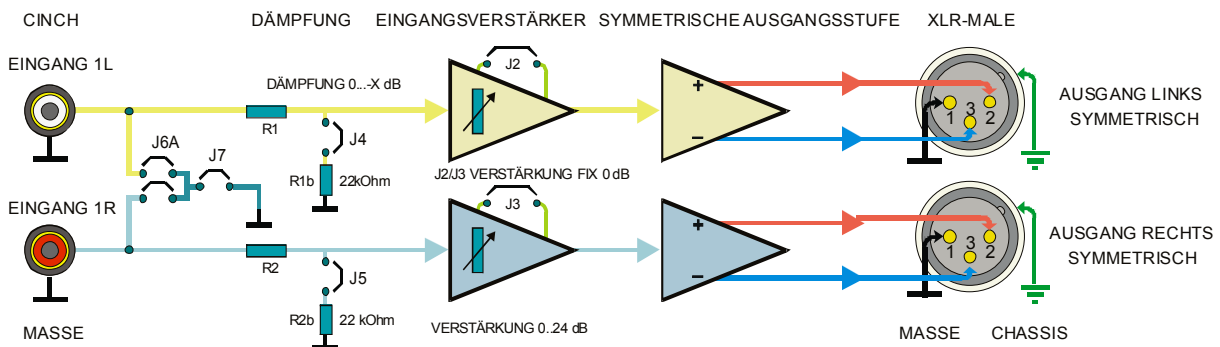 CINCH DÄMPFUNG EINGANGSVERSTÄRKER SYMMETRISCHE AUSGANGSSTUFE XLR-MALE
EINGANG 1L
DÄMPFUNG 0...-X dB
J2
+
−
1 3 2
AUSGANG LINKS
SYMMETRISCH
R1
J4
J6A
J7
R1b 22kOhm
J2/J3 VERSTÄRKUNG FIX 0 dB
EINGANG 1R
J3
+
−
1 3 2
AUSGANG RECHTS
SYMMETRISCH
R2
J5
R2b 22 kOhm
MASSE
VERSTÄRKUNG 0..24 dB
MASSE CHASSIS